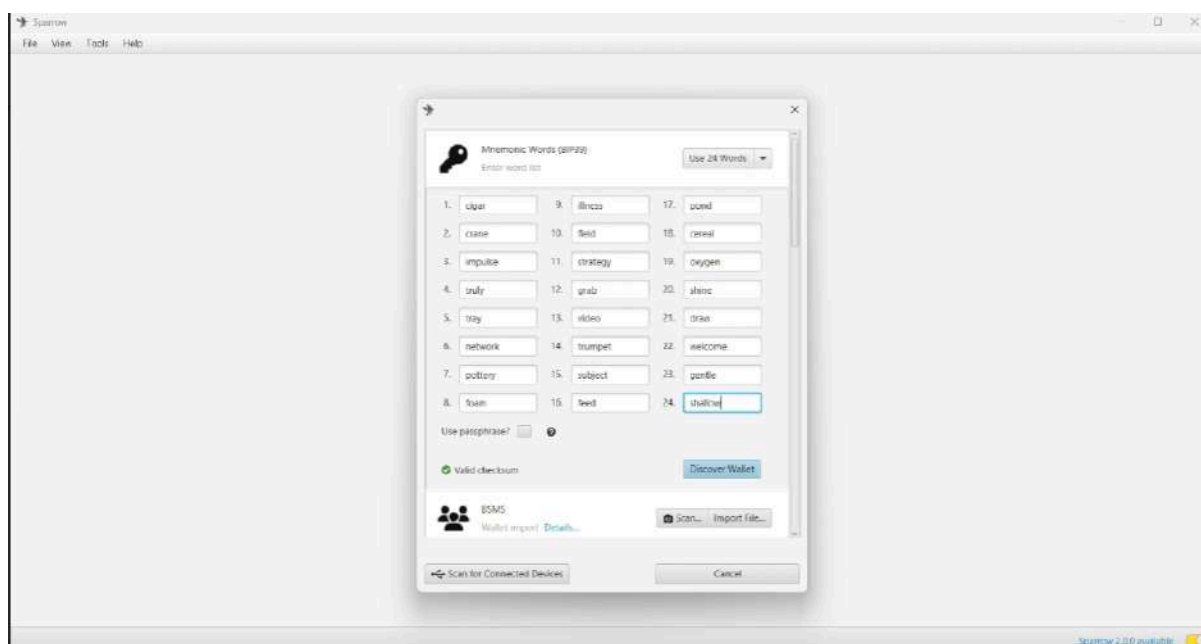 Sparrow
File View Tools Help
Mnemonic Words (BIP39)
Enter word list
Use 24 Words
1. cigar 9. illness 17. pond
2. crane 10. field 18. cereal
3. impulse 11. strategy 19. oxygen
4. truly 12. grab 20. shine
5. tray 13. video 21. draw
6. network 14. trumpet 22. welcome
7. pottery 15. subject 23. gentle
8. foam 16. feed 24. shallow
Use passphrase?
Valid checksum Discover Wallet
BSMS
Wallet import Details...
Scan... Import File...
Scan for Connected Devices Cancel
Sparrow 2.0.0 available